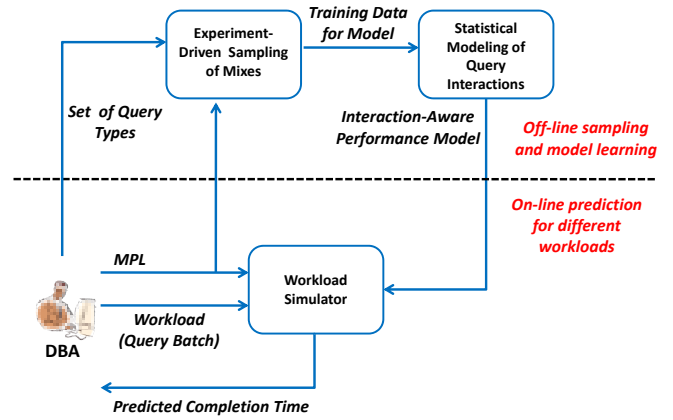 Experiment-
Driven Sampling
of Mixes
Training Data
for Model
Statistical
Modeling of
Query
Interactions
Set of Query
Types
Interaction-Aware
Performance Model
Off-line sampling
and model learning
On-line prediction
for different
workloads
MPL
Workload
Simulator
Workload
(Query Batch)
DBA
Predicted Completion Time